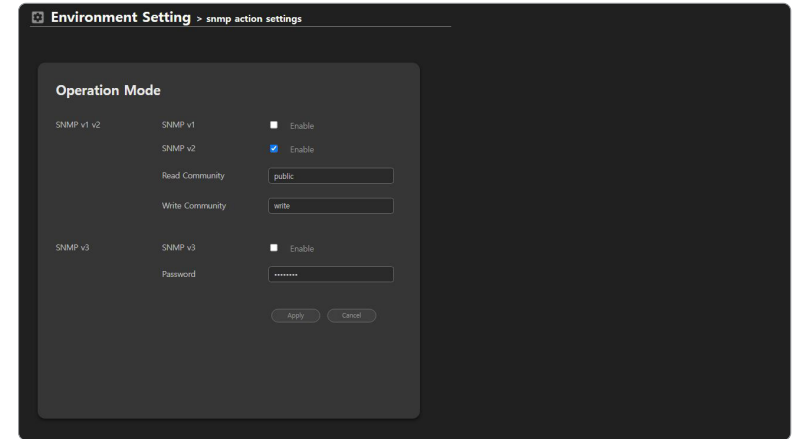 Environment Setting > snmp action settings
Operation Mode
SNMP v1 v2 SNMP v1 Enable
SNMP v2 Enable
Read Community public
Write Community write
SNMP v3 SNMP v3 Enable
Password ••••••••
Apply Cancel